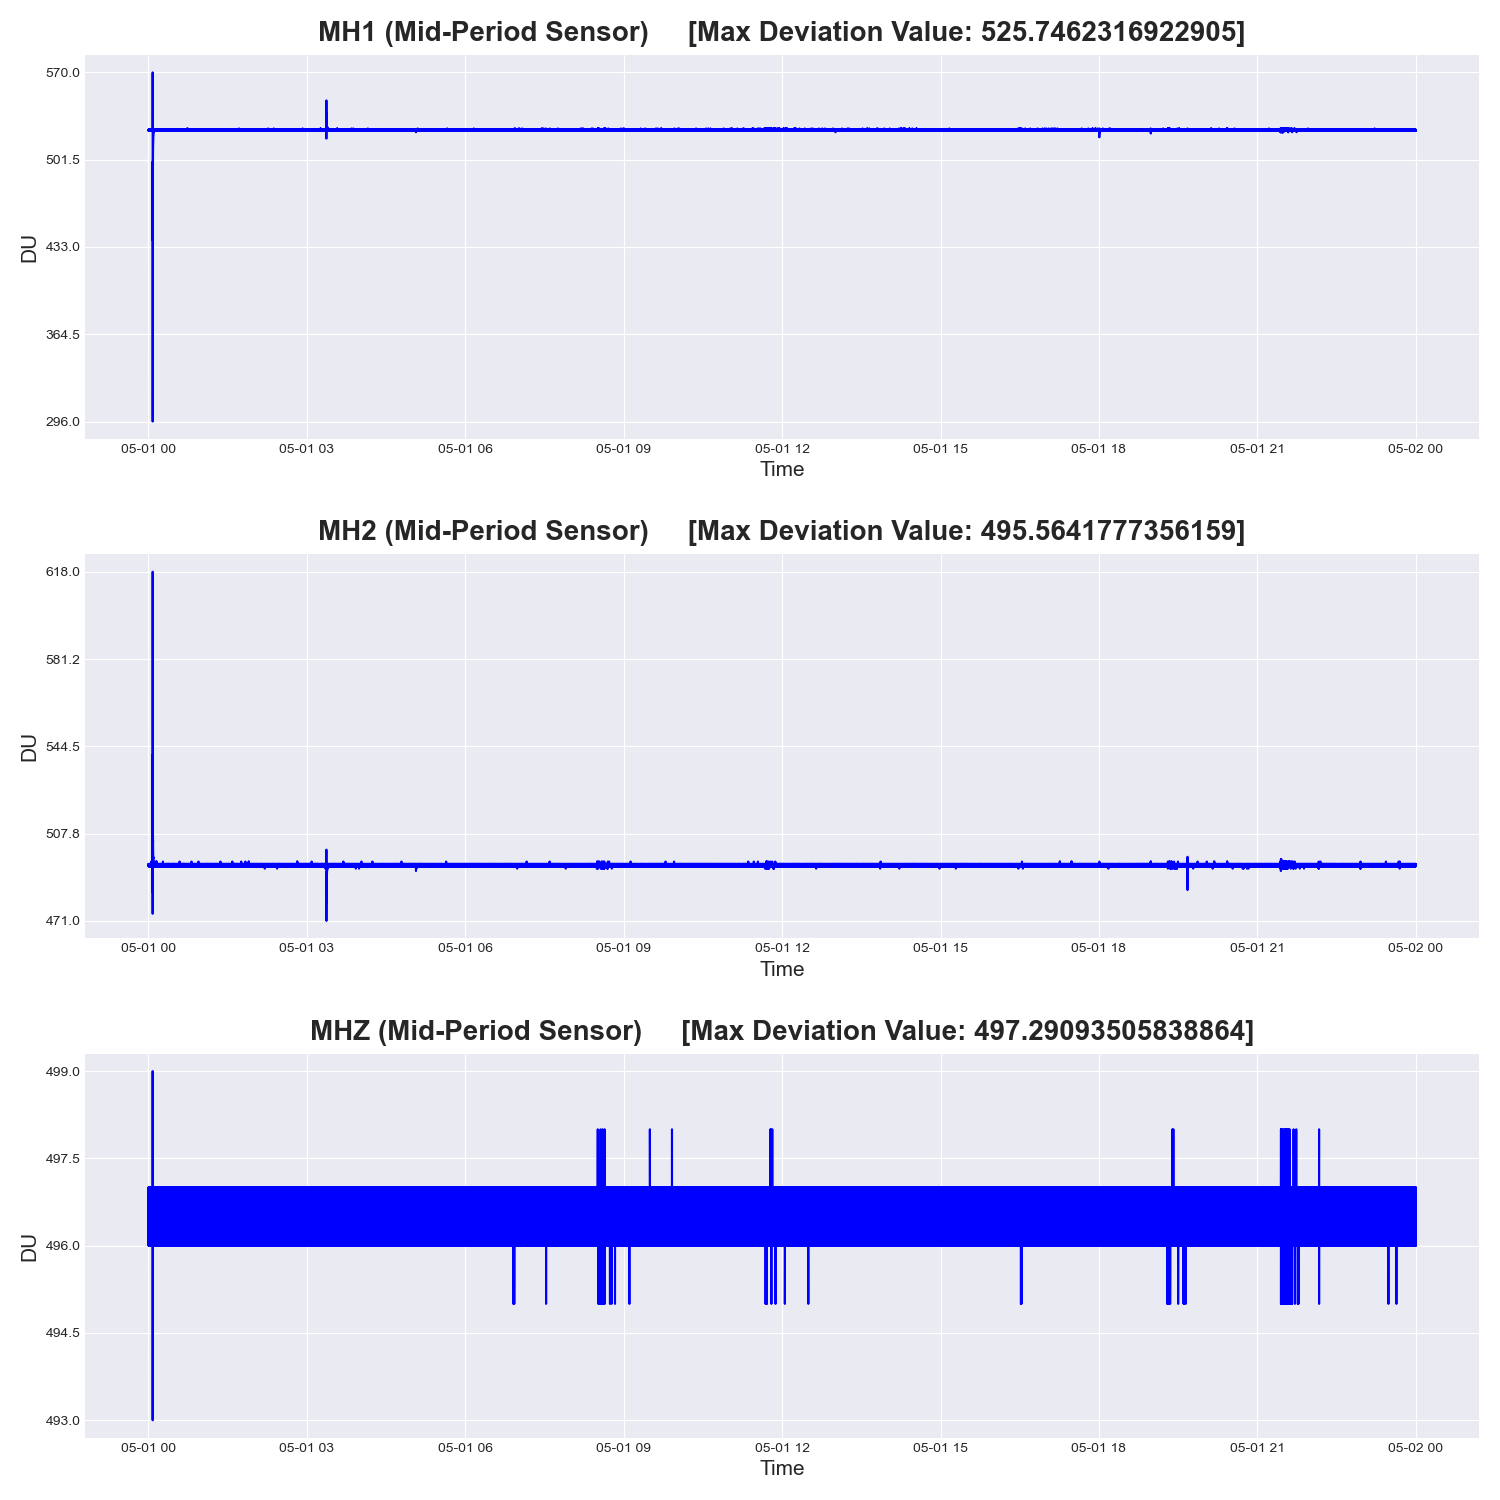 MH1 (Mid-Period Sensor) [Max Deviation Value: 525.7462316922905]
570.0
501.5
433.0
364.5
296.0
DU
05-01 00 05-01 03 05-01 06 05-01 09 05-01 12 05-01 15 05-01 18 05-01 21 05-02 00
Time
MH2 (Mid-Period Sensor) [Max Deviation Value: 495.5641777356159]
618.0
581.2
544.5
507.8
471.0
DU
05-01 00 05-01 03 05-01 06 05-01 09 05-01 12 05-01 15 05-01 18 05-01 21 05-02 00
Time
MHZ (Mid-Period Sensor) [Max Deviation Value: 497.29093505838864]
499.0
497.5
496.0
494.5
493.0
DU
05-01 00 05-01 03 05-01 06 05-01 09 05-01 12 05-01 15 05-01 18 05-01 21 05-02 00
Time